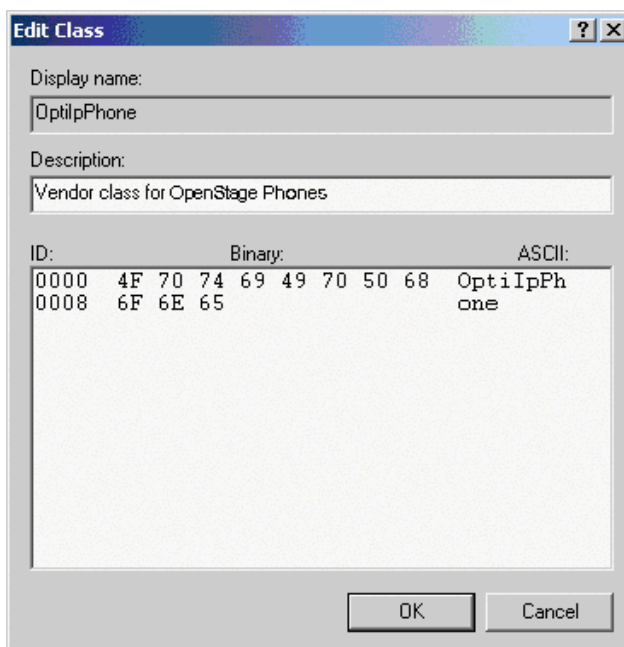 Edit Class
? X
Display name:
OptiIpPhone
Description:
Vendor class for OpenStage Phones
ID: Binary: ASCII:
0000 4F 70 74 69 49 70 50 68 OptiIpPh
0008 6F 6E 65 one
OK Cancel